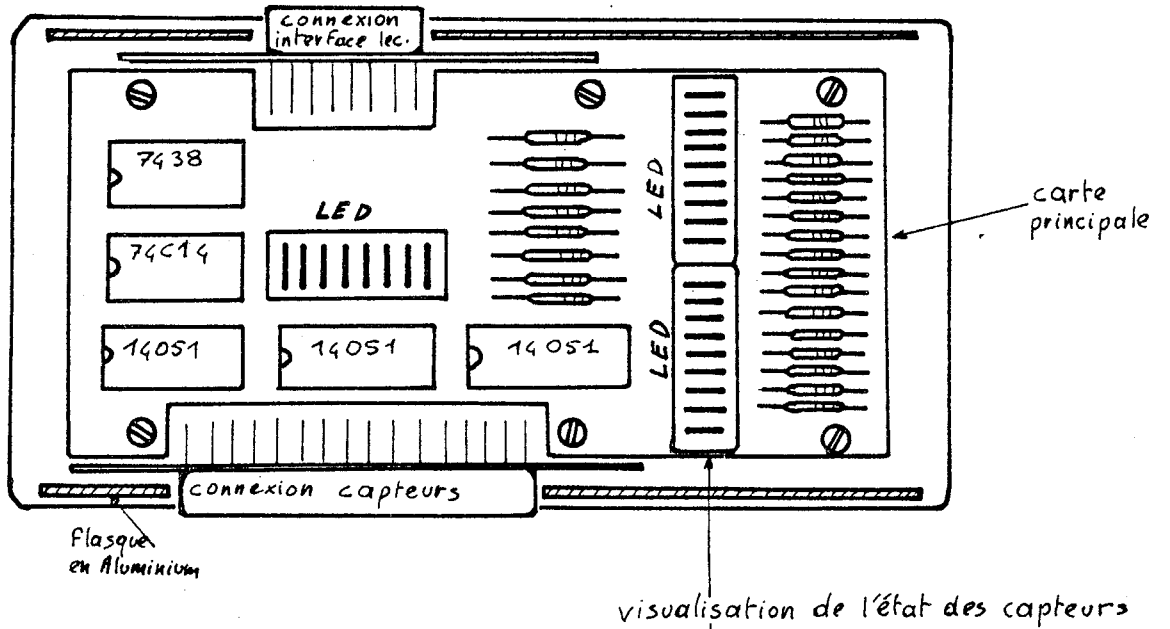 connexion
interface lec.
7438
LED
LED
carte
principale
74C14
LED
14051
14051
14051
connexion capteurs
Flasque
en Aluminium
visualisation de l'état des capteurs